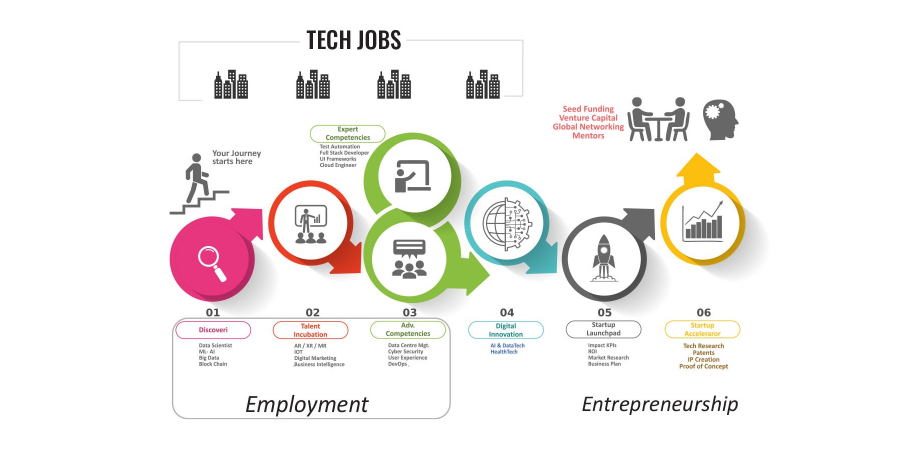 TECH JOBS
Your Journey
starts here
Expert
Competencies
Test Automation
Full Stack Developer
UI Frameworks
Cloud Engineer
Seed Funding
Venture Capital
Global Networking
Mentors
01
Discoveri
Data Scientist
ML: AI
Big Data
Block Chain
02
Talent
Incubation
AR / XR / MR
IOT
Digital Marketing
.Business Intelligence
03
Adv.
Competencies
Data Centre Mgt.
Cyber Security
User Experience
DevOps .
04
Digital
Innovation
AI & DataTech
HealthTech
05
Startup
Launchpad
Impact KPIs
ROI
Market Research
Business Plan
06
Startup
Acceleraror
Tech Research
Patents
IP Creation
Proof of Concept
Employment
Entrepreneurship